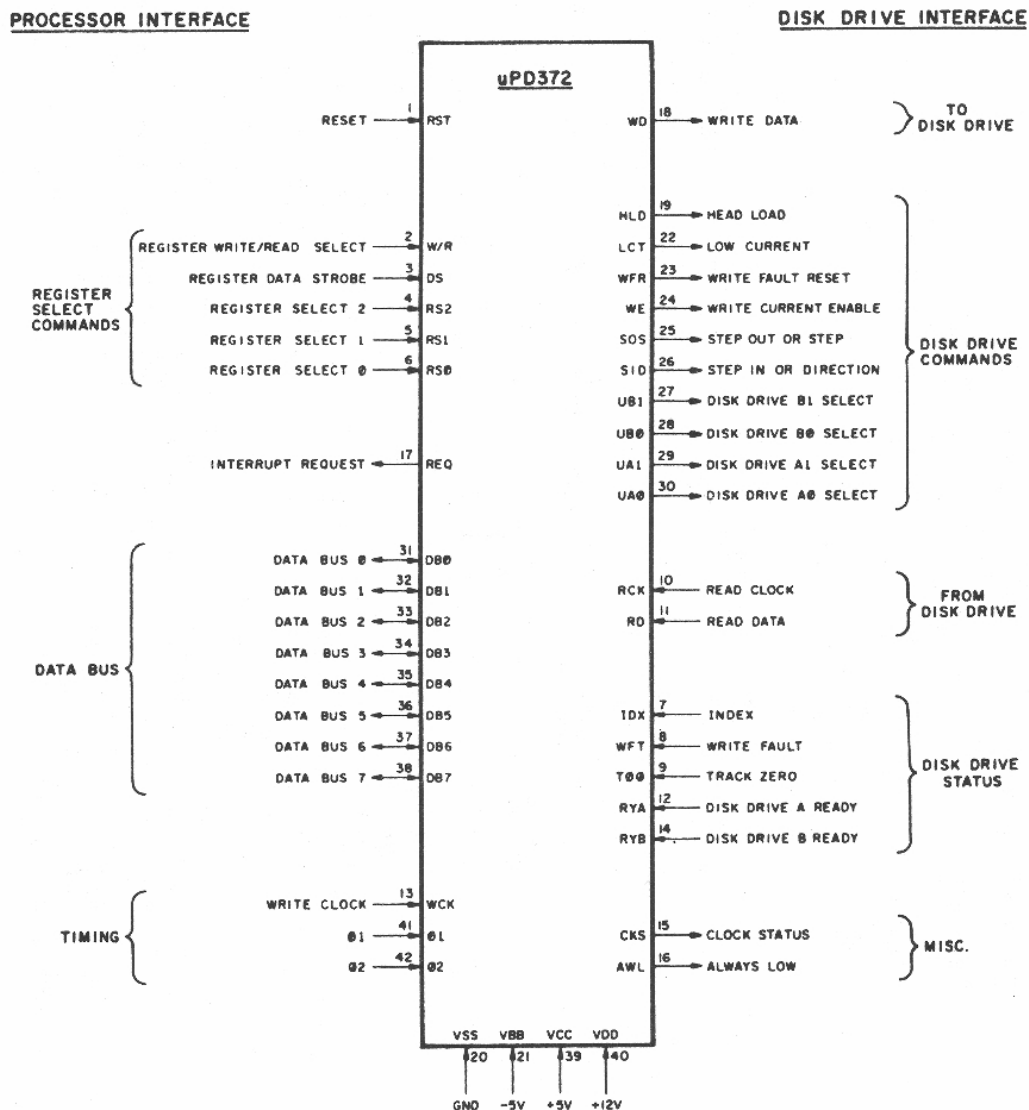 PROCESSOR INTERFACE
DISK DRIVE INTERFACE
uPD372
RESET 1 RST
WD 18 WRITE DATA
TO
DISK DRIVE
HLD 19 HEAD LOAD
REGISTER WRITE/READ SELECT 2 W/R
LCT 22 LOW CURRENT
REGISTER DATA STROBE 3 DS
WFR 23 WRITE FAULT RESET
REGISTER
SELECT
COMMANDS
REGISTER SELECT 2 4 RS2
WE 24 WRITE CURRENT ENABLE
REGISTER SELECT 1 5 RS1
SOS 25 STEP OUT OR STEP
DISK DRIVE
COMMANDS
REGISTER SELECT 0 6 RS0
SID 26 STEP IN OR DIRECTION
UB1 27 DISK DRIVE B1 SELECT
UB0 28 DISK DRIVE B0 SELECT
INTERRUPT REQUEST 17 REQ
UA1 29 DISK DRIVE A1 SELECT
UA0 30 DISK DRIVE A0 SELECT
DATA BUS 0 31 DB0
DATA BUS 1 32 DB1
RCK 10 READ CLOCK
FROM
DISK DRIVE
DATA BUS 2 33 DB2
RD 11 READ DATA
DATA BUS 3 34 DB3
DATA BUS
DATA BUS 4 35 DB4
DATA BUS 5 36 DB5
IDX 7 INDEX
DATA BUS 6 37 DB6
WFT 8 WRITE FAULT
DATA BUS 7 38 DB7
T00 9 TRACK ZERO
DISK DRIVE
STATUS
RYA 12 DISK DRIVE A READY
RYB 14 DISK DRIVE B READY
WRITE CLOCK 13 WCK
TIMING
Ø1 41 Ø1
CKS 15 CLOCK STATUS
MISC.
Ø2 42 Ø2
AWL 16 ALWAYS LOW
VSS VBB VCC VDD
20 21 39 40
GND -5V +5V +12V